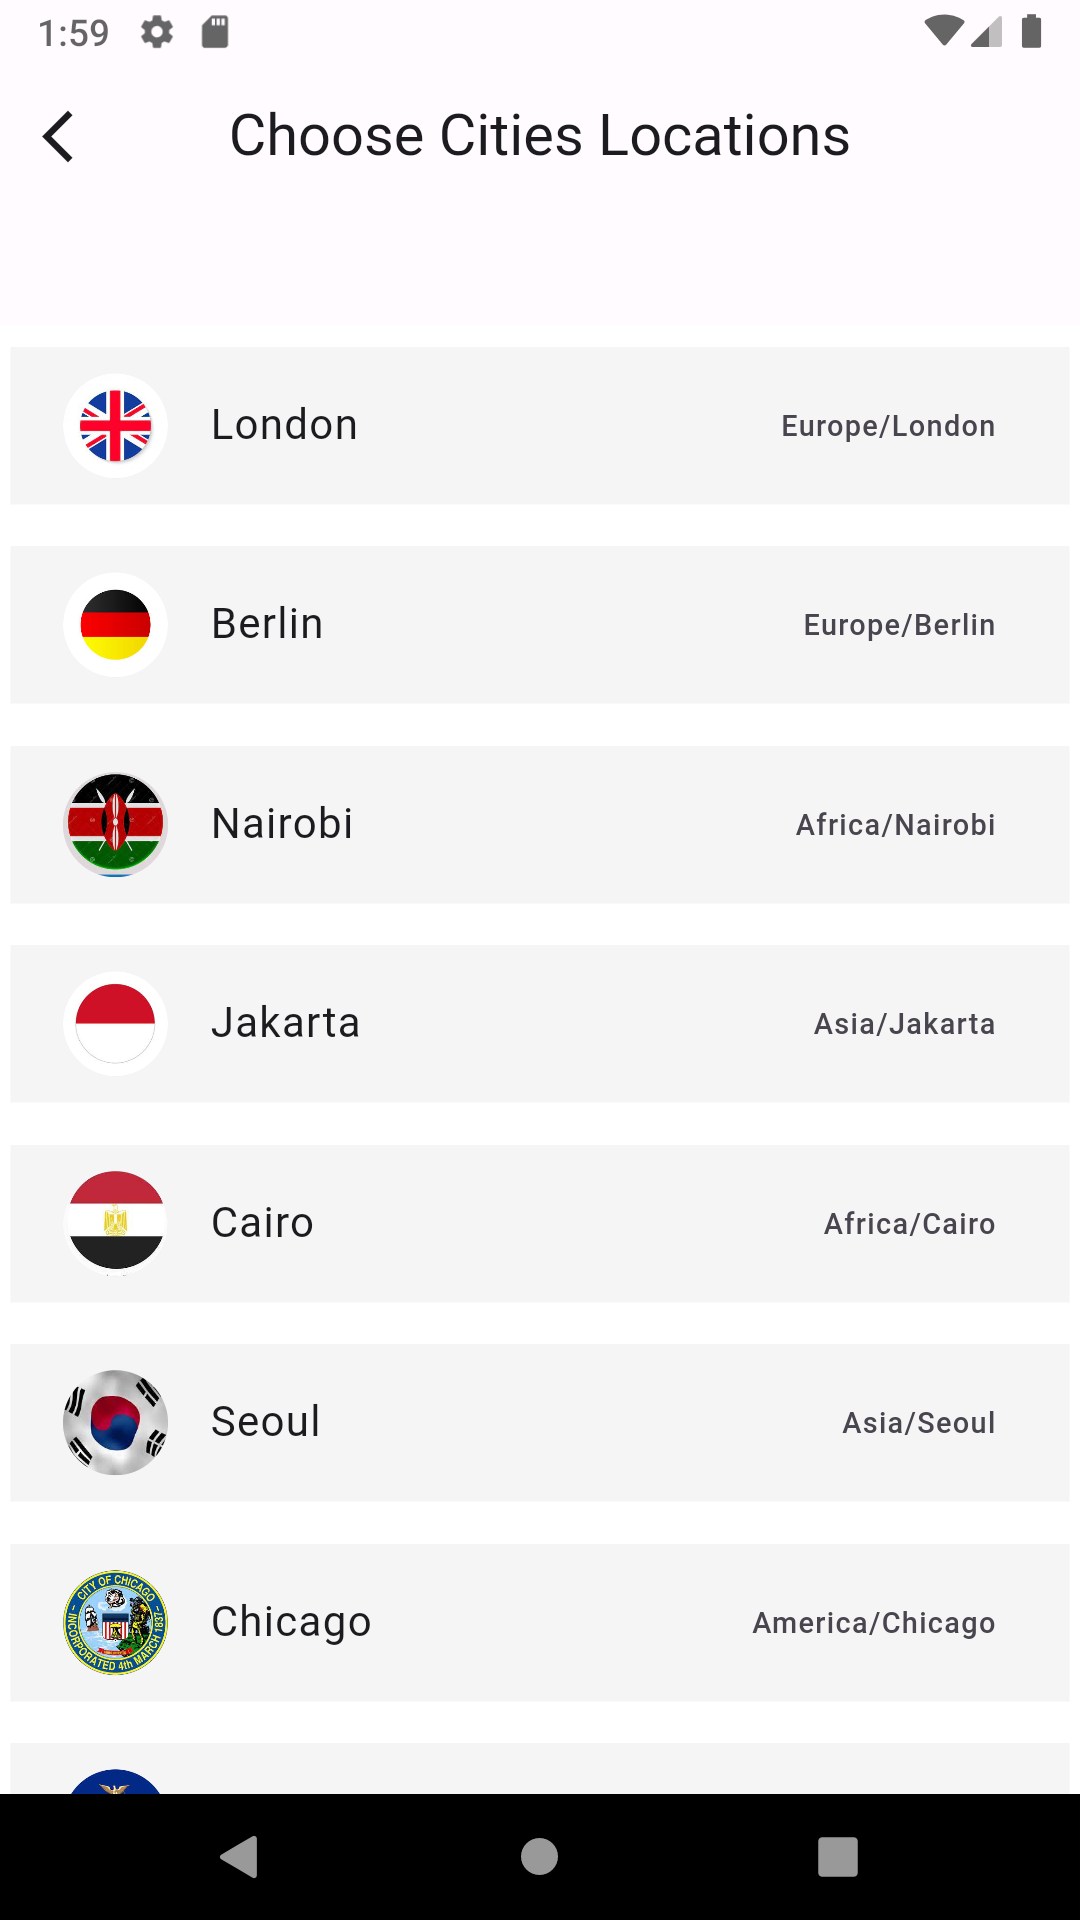 1:59
Choose Cities Locations
London
Europe/London
Berlin
Europe/Berlin
Nairobi
Africa/Nairobi
Jakarta
Asia/Jakarta
Cairo
Africa/Cairo
Seoul
Asia/Seoul
CITY OF CHICAGO
INCORPORATED 4th MARCH 1837
Chicago
America/Chicago